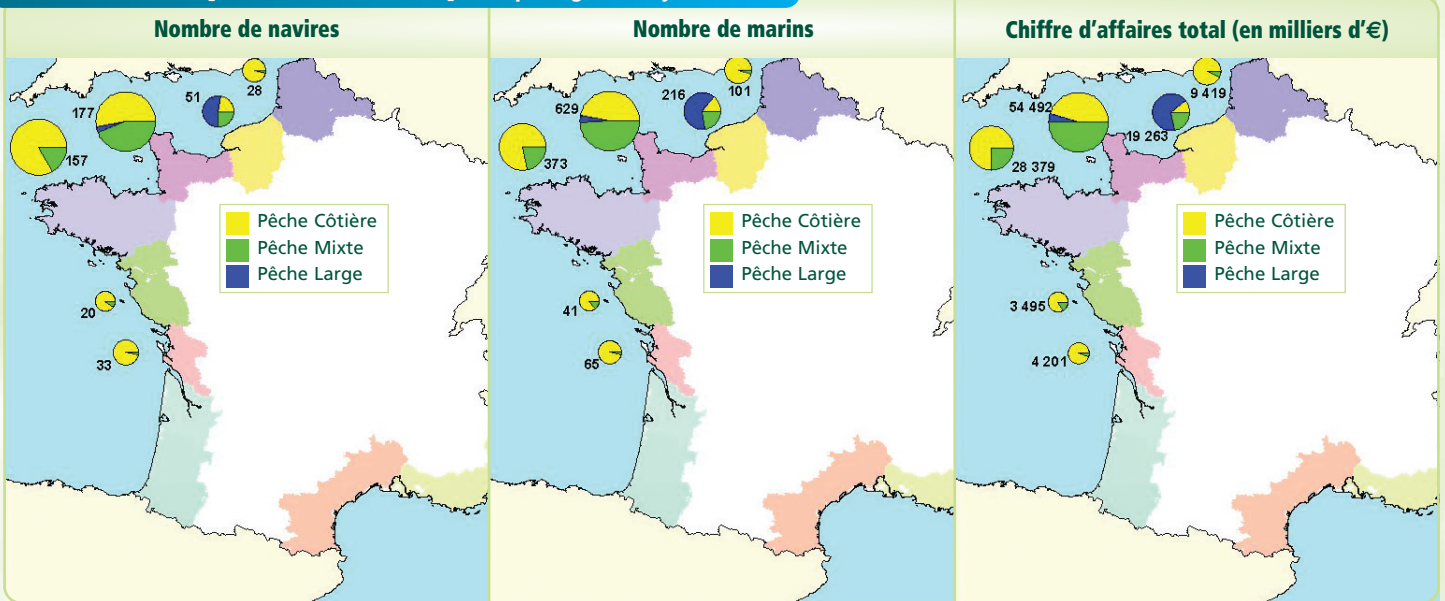 Nombre de navires
28
51
177
157
20
33
Pêche Côtière
Pêche Mixte
Pêche Large
Nombre de marins
101
216
629
373
41
65
Pêche Côtière
Pêche Mixte
Pêche Large
Chiffre d'affaires total (en milliers d'€)
9 419
54 492
19 263
28 379
3 495
4 201
Pêche Côtière
Pêche Mixte
Pêche Large